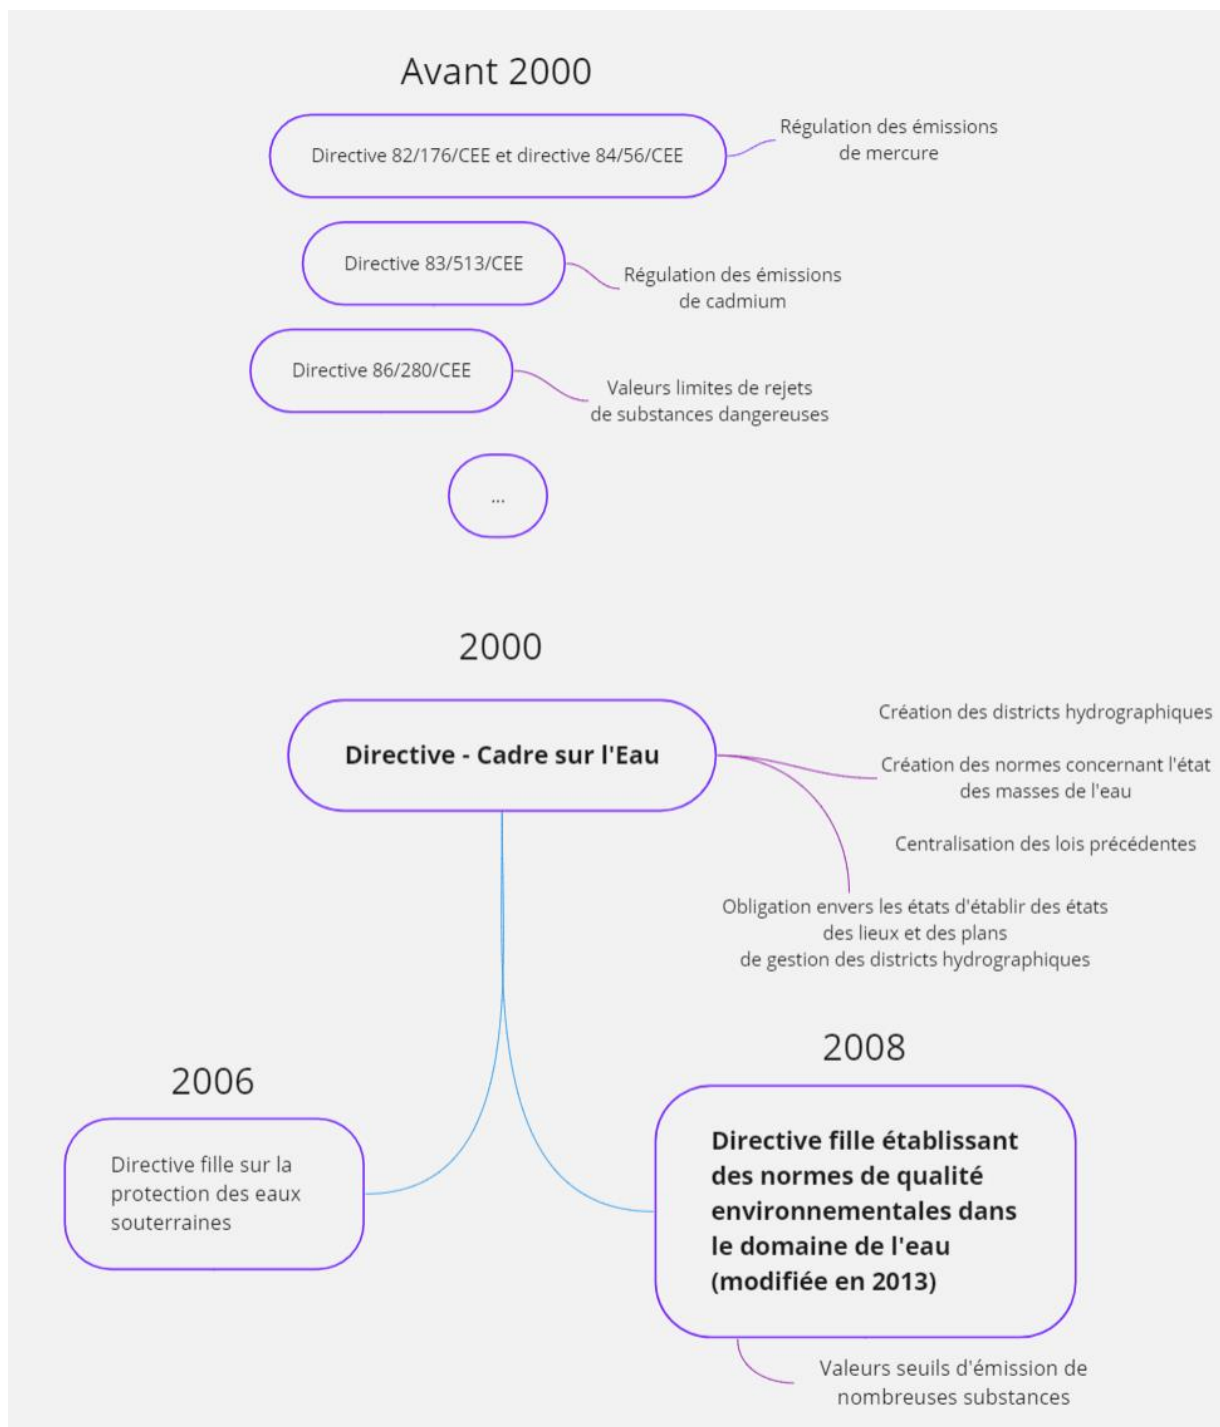 Avant 2000
Directive 82/176/CEE et directive 84/56/CEE
Régulation des émissions
de mercure
Directive 83/513/CEE
Régulation des émissions
de cadmium
Directive 86/280/CEE
Valeurs limites de rejets
de substances dangereuses
...
2000
Directive - Cadre sur l'Eau
Création des districts hydrographiques
Création des normes concernant l'état
des masses de l'eau
Centralisation des lois précédentes
Obligation envers les états d'établir des états
des lieux et des plans
de gestion des districts hydrographiques
2006
Directive fille sur la
protection des eaux
souterraines
2008
Directive fille établissant
des normes de qualité
environnementales dans
le domaine de l'eau
(modifiée en 2013)
Valeurs seuils d'émission de
nombreuses substances